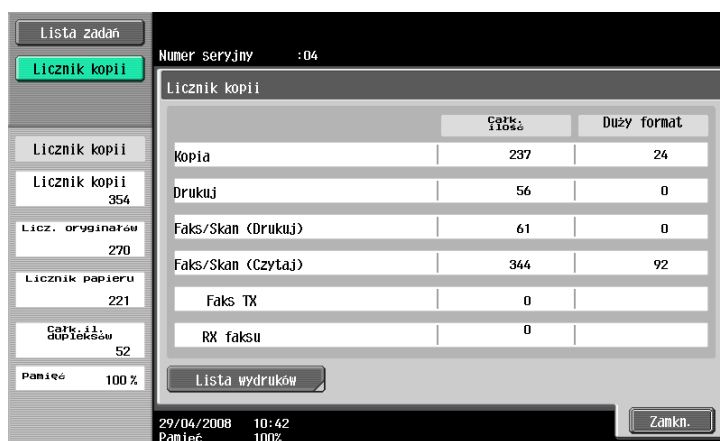 Lista zadań
Licznik kopii
Numer seryjny :04
Licznik kopii
Całk. ilość Duży format
Kopia 237 24
Drukuj 56 0
Faks/Skan (Drukuj) 61 0
Faks/Skan (Czytaj) 344 92
Faks TX 0
RX faksu 0
Lista wydruków
Licznik kopii
Licznik kopii
354
Licz. oryginałów
270
Licznik papieru
221
Całk.il.
dupleksów
52
Pamięć 100 %
29/04/2008 10:42
Pamięć 100%
Zamkn.